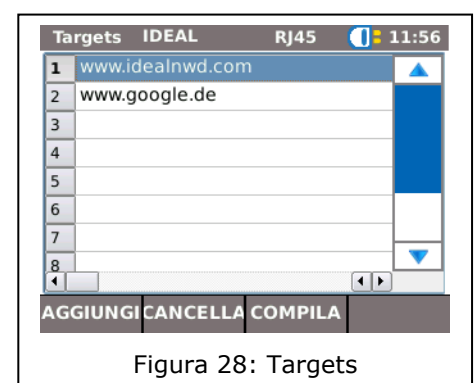 Targets IDEAL RJ45 11:56
1 www.idealnwd.com
2 www.google.de
3
4
5
6
7
8
AGGIUNGI CANCELLA COMPILA
Figura 28: Targets